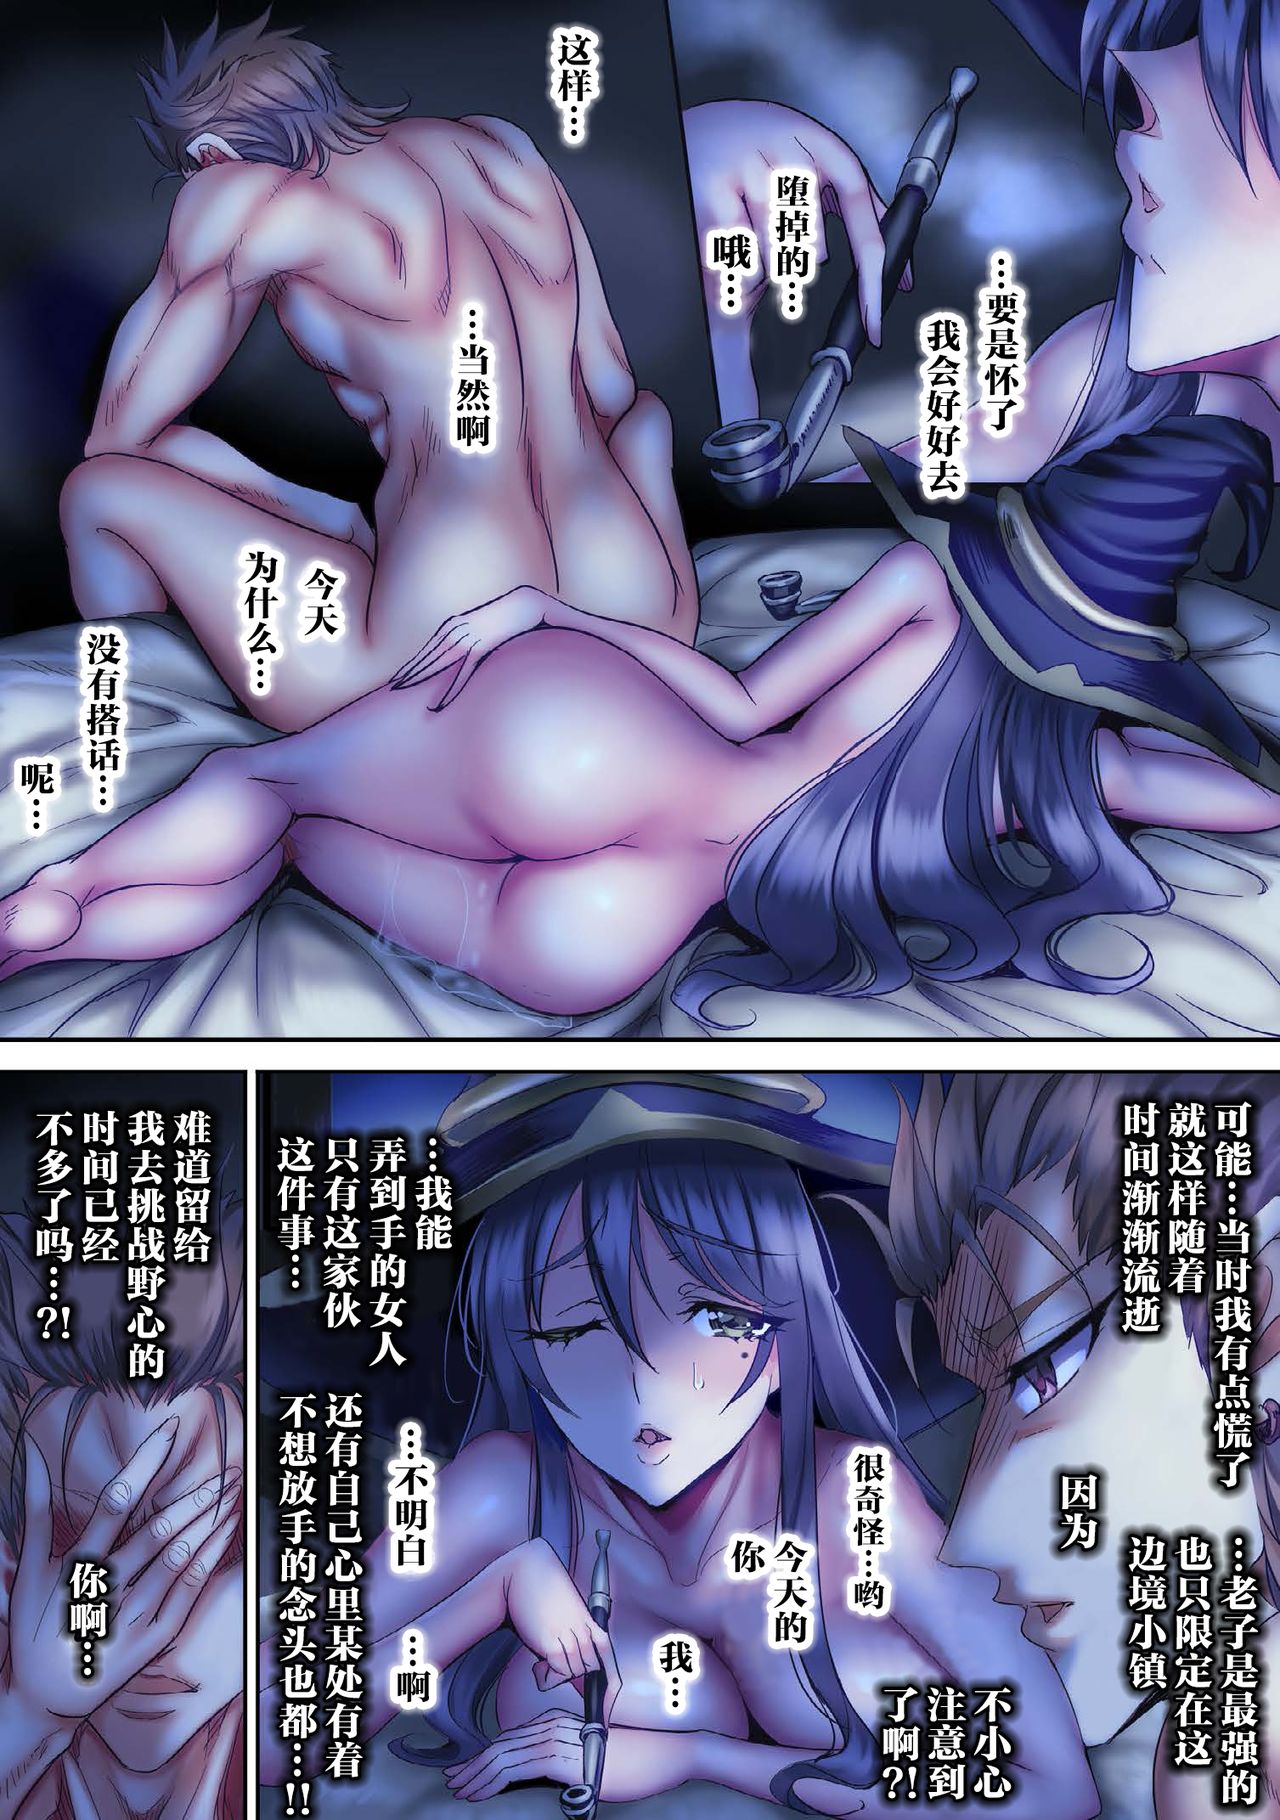 …要是怀了
我会好好去
堕掉的…
哦…
这样…
…当然啊
今天
为什么…
没有搭话…
呢…
可能…当时我有点慌了
就这样随着
时间渐渐流逝
因为
…老子是最强的
也只限定在这
边境小镇
不小心
注意到
了啊?!
很奇怪…哟
今天的
你
我…
…我能
弄到手的女人
只有这家伙
这件事…
…不明白
…啊
还有自己心里某处有着
不想放手的念头也都…!!
难道留给
我去挑战野心的
时间已经
不多了吗…?!
你啊…